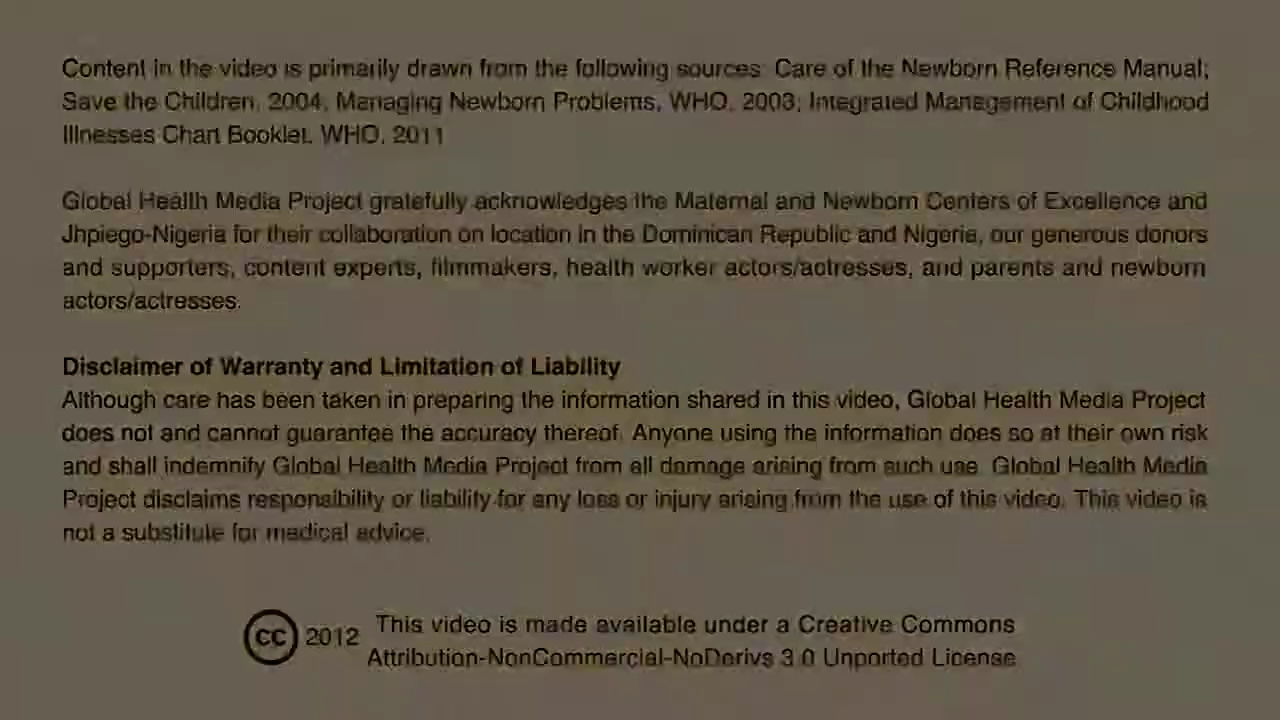 Content in the video is primarily drawn from the following sources: Care of the Newborn Reference Manual;
Save the Children, 2004; Managing Newborn Problems, WHO, 2003; Integrated Management of Childhood
Illnesses Chart Booklet, WHO, 2011
Global Health Media Project gratefully acknowledges the Maternal and Newborn Centers of Excellence and
Jhpiego-Nigeria for their collaboration on location in the Dominican Republic and Nigeria, our generous donors
and supporters, content experts, filmmakers, health worker actors/actresses, and parents and newborn
actors/actresses.
Disclaimer of Warranty and Limitation of Liability
Although care has been taken in preparing the information shared in this video, Global Health Media Project
does not and cannot guarantee the accuracy thereof. Anyone using the information does so at their own risk
and shall indemnify Global Health Media Project from all damage arising from such use. Global Health Media
Project disclaims responsibility or liability for any loss or injury arising from the use of this video. This video is
not a substitute for medical advice.
CC 2012 This video is made available under a Creative Commons
Attribution-NonCommercial-NoDerivs 3.0 Unported License